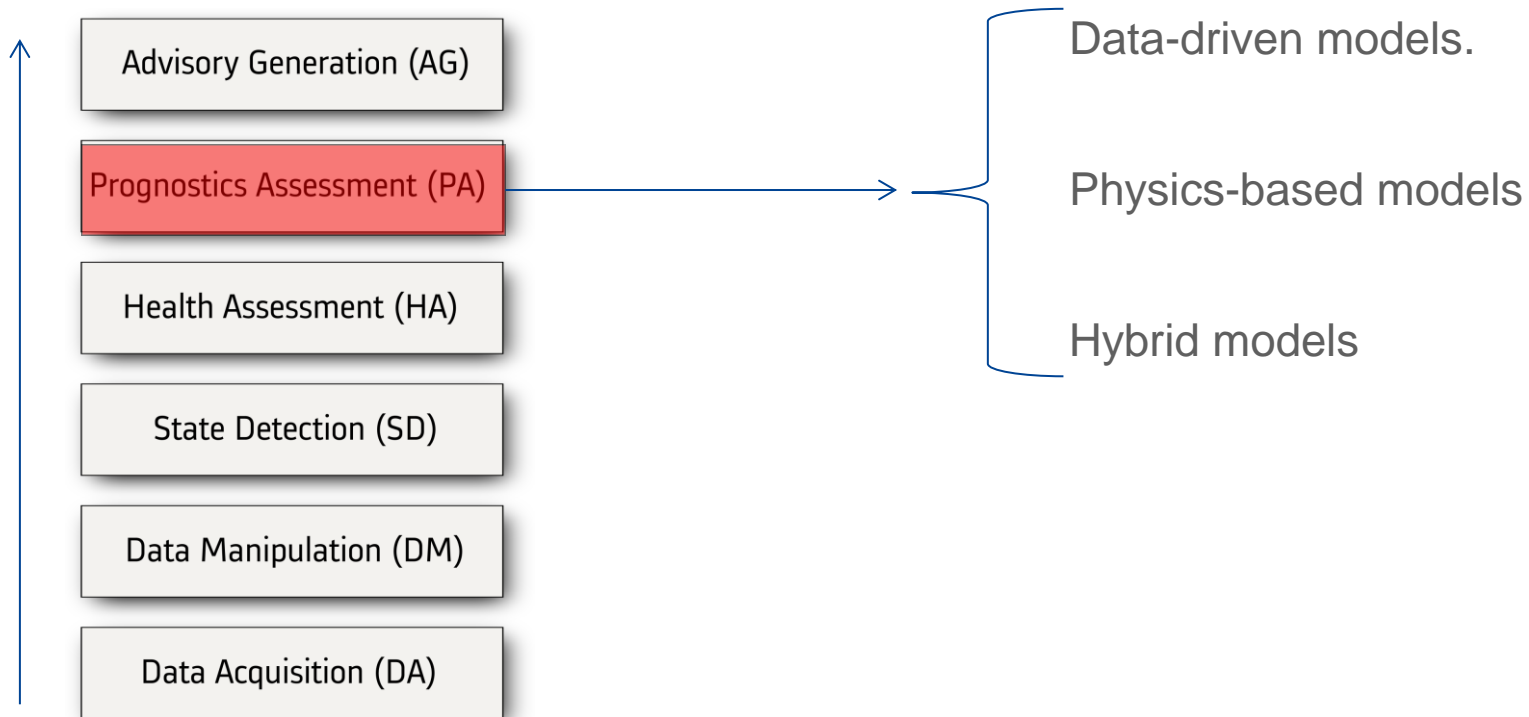 Advisory Generation (AG)
Prognostics Assessment (PA)
Health Assessment (HA)
State Detection (SD)
Data Manipulation (DM)
Data Acquisition (DA)
Data-driven models.
Physics-based models
Hybrid models